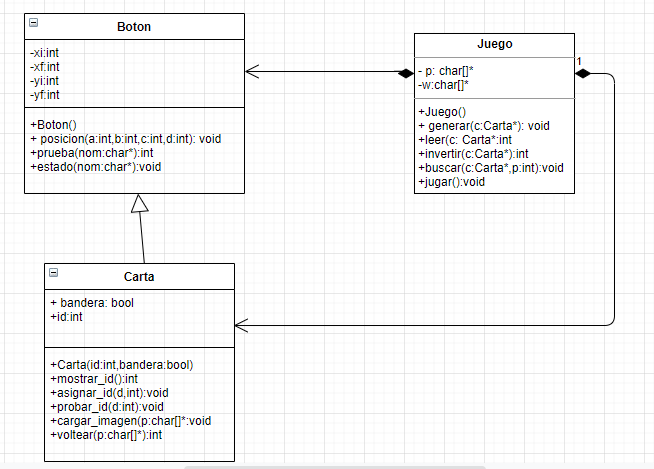 Boton
-xi:int
-xf:int
-yi:int
-yf:int
+Boton()
+ posicion(a:int,b:int,c:int,d:int): void
+prueba(nom:char*):int
+estado(nom:char*):void
Juego
- p: char[]*
-w:char[]*
+Juego()
+ generar(c:Carta*): void
+leer(c: Carta*:int
+invertir(c:Carta*):int
+buscar(c:Carta*,p:int):void
+jugar():void
1
Carta
+ bandera: bool
+id:int
+Carta(id:int,bandera:bool)
+mostrar_id():int
+asignar_id(d,int):void
+probar_id(d:int):void
+cargar_imagen(p:char[]*:void
+voltear(p:char[]*):int